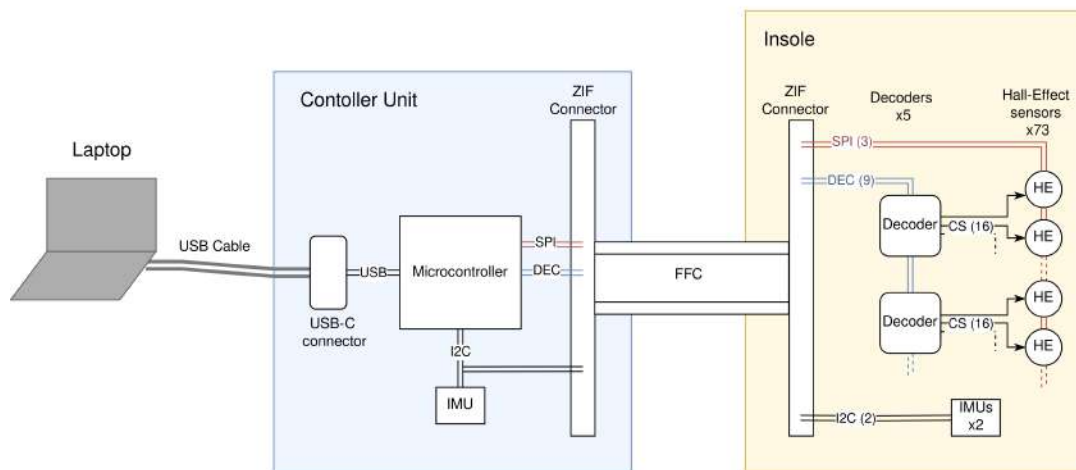 Insole
Contoller Unit
ZIF
Connector
ZIF
Connector
Decoders
x5
Hall-Effect
sensors
x73
Laptop
SPI (3)
DEC (9)
HE
Decoder
CS (16)
HE
USB Cable
SPI
USB
Microcontroller
DEC
FFC
HE
Decoder
CS (16)
HE
USB-C
connector
I2C
IMU
I2C (2)
IMUs
x2